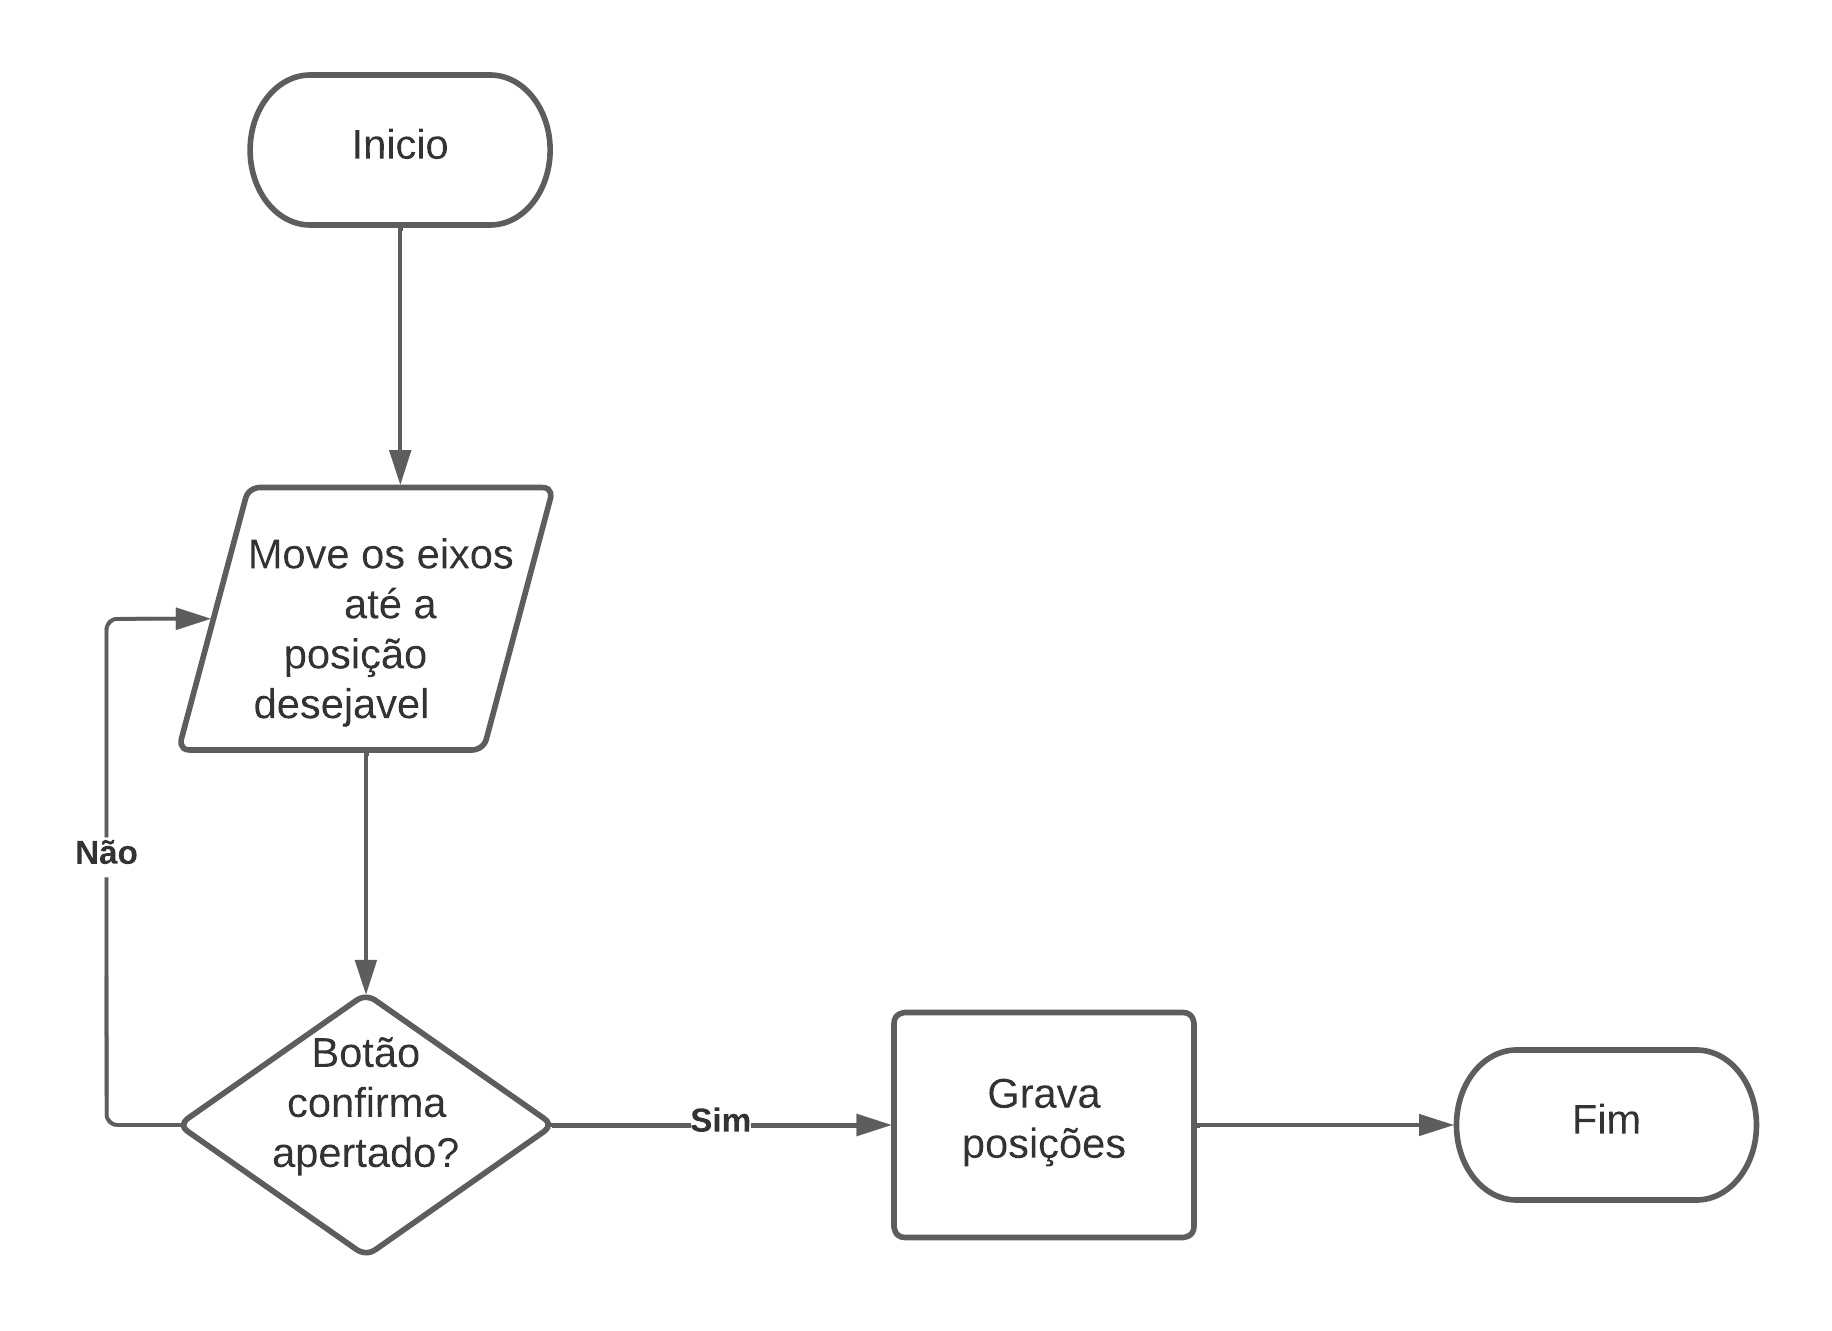 Inicio
Move os eixos
até a
posição
desejavel
Não
Botão
confirma
apertado?
Sim
Grava
posições
Fim